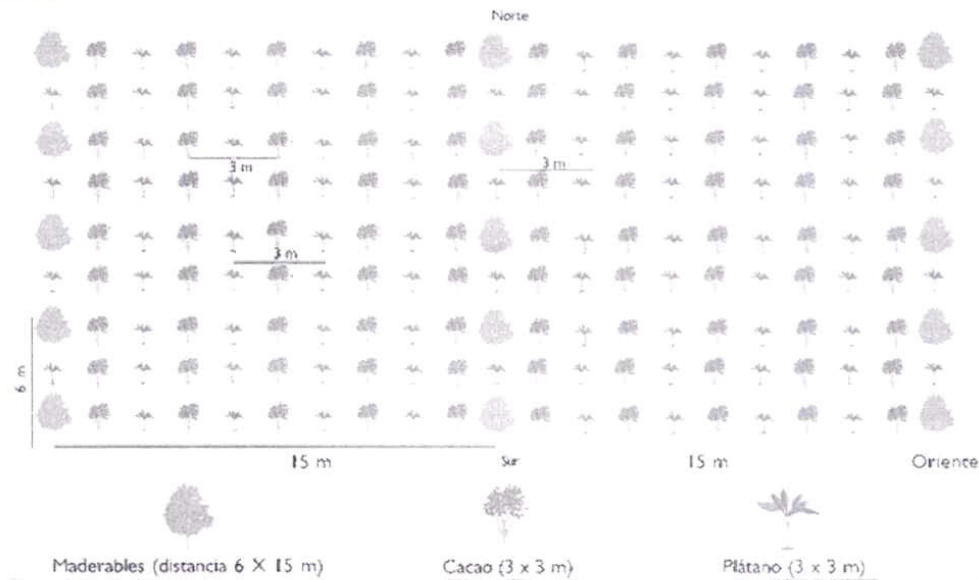 Norte
3 m
3 m
3 m
6 m
15 m
Sur
15 m
Oriente
Maderables (distancia 6 X 15 m)
Cacao (3 x 3 m)
Plátano (3 x 3 m)